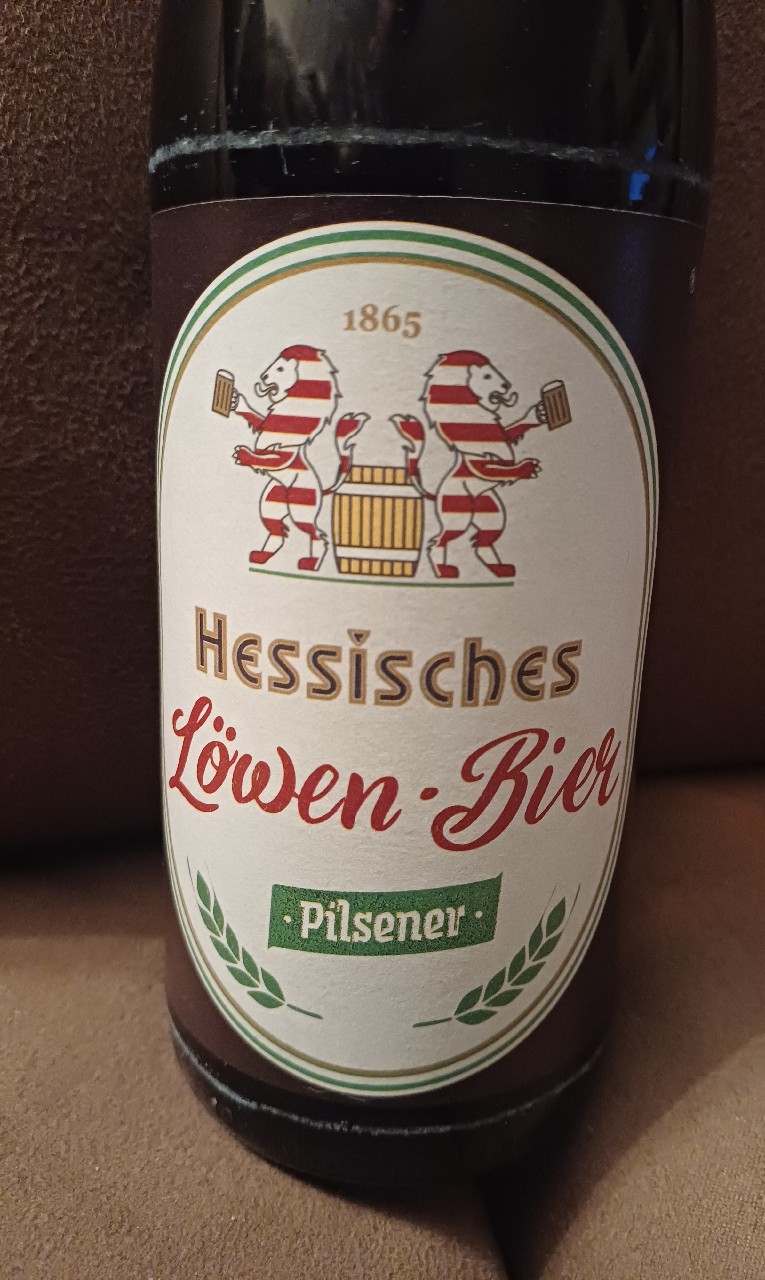 1865
Hessisches
Löwen-Bier
·Pilsener·